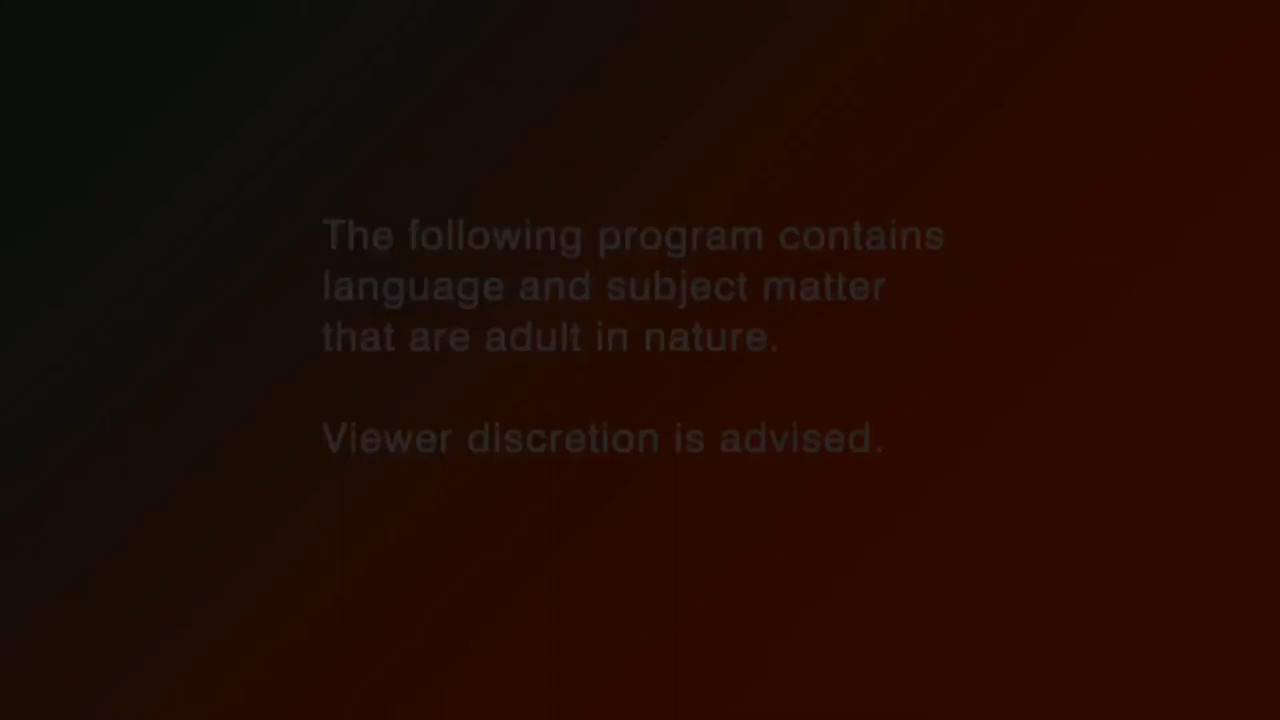 The following program contains
language and subject matter
that are adult in nature.
Viewer discretion is advised.